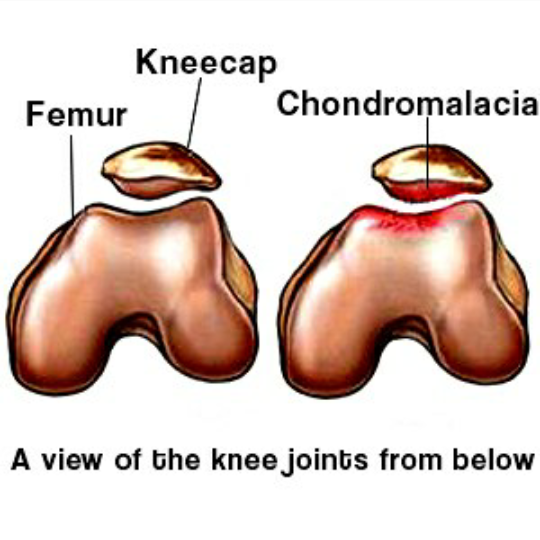 Kneecap
Femur
Chondromalacia
A view of the knee joints from below